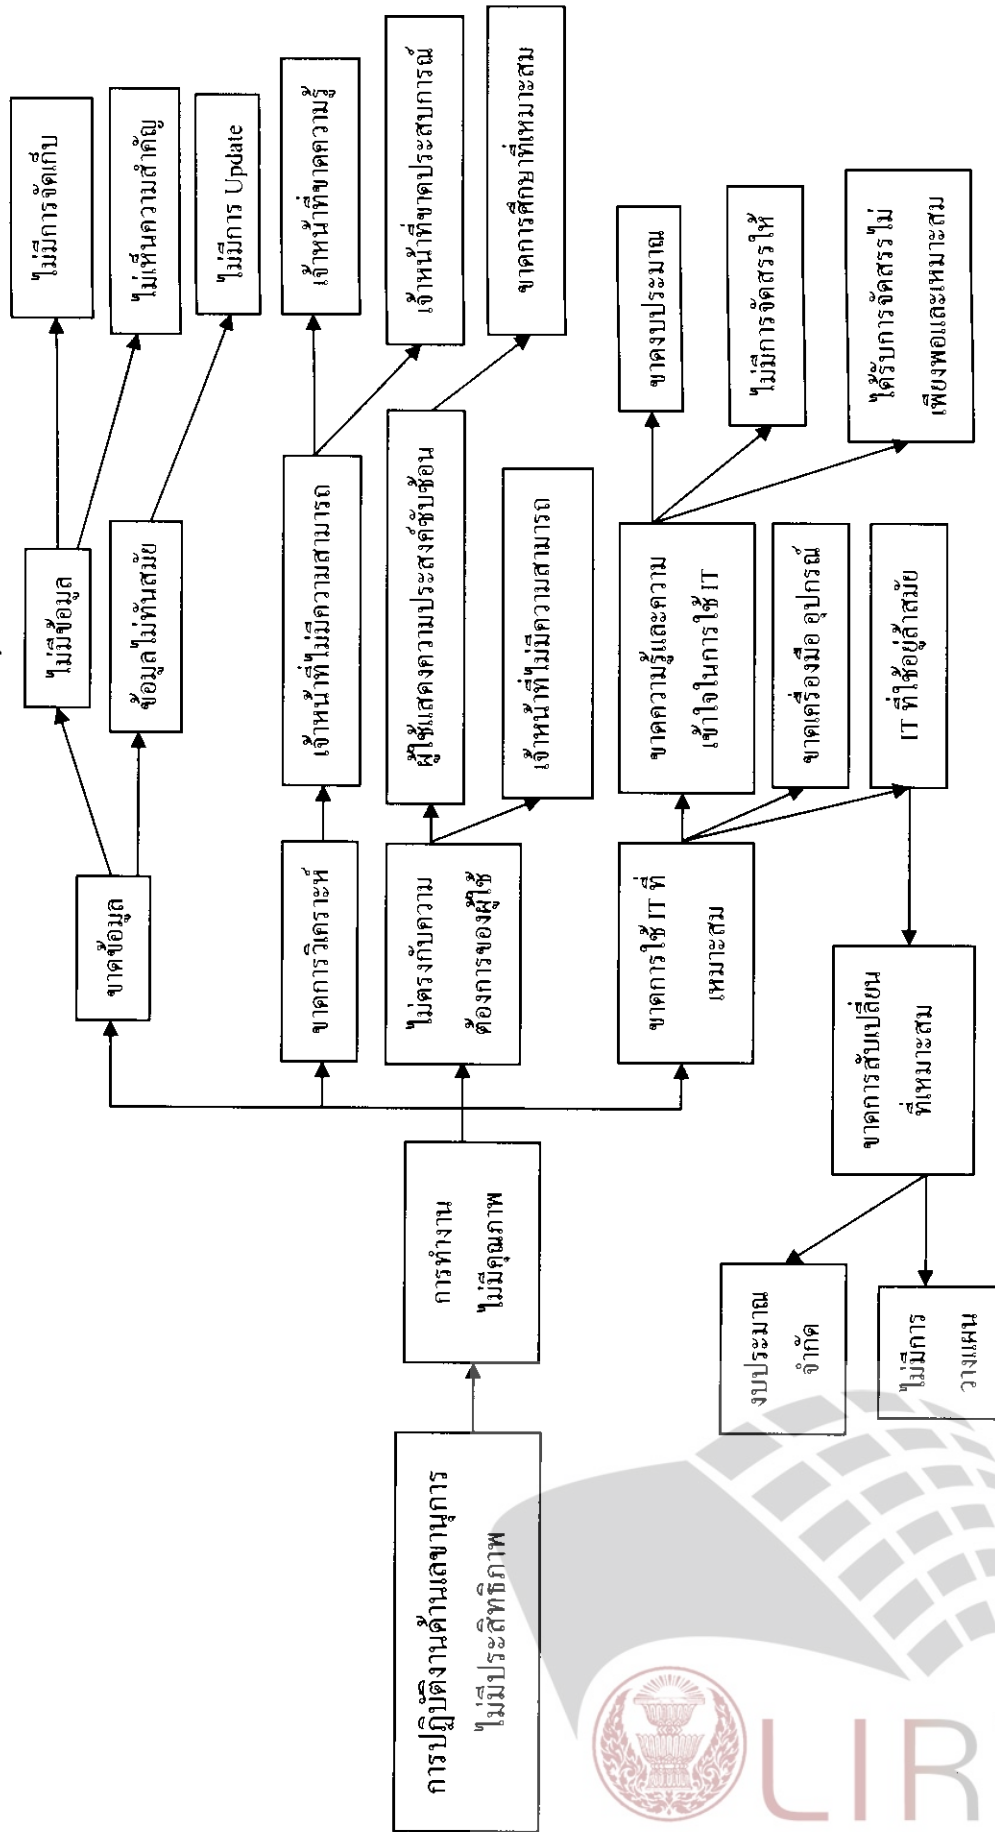 การปฏิบัติงานด้านเลขานุการ
ไม่มีประสิทธิภาพ
การทำงาน
ไม่มีคุณภาพ
ขาดข้อมูล
ไม่มีข้อมูล
ไม่มีการจัดเก็บ
ไม่เห็นความสำคัญ
ข้อมูลไม่ทันสมัย
ไม่มีการ Update
ขาดการวิเคราะห์
เจ้าหน้าที่ไม่มีความสามารถ
เจ้าหน้าที่ขาดความรู้
เจ้าหน้าที่ขาดประสบการณ์
ไม่ตรงกับความ
ต้องการของผู้ใช้
ผู้ใช้แสดงความประสงค์ซับซ้อน
ขาดการศึกษาที่เหมาะสม
เจ้าหน้าที่ไม่มีความสามารถ
ขาดการใช้ IT ที่
เหมาะสม
ขาดความรู้และความ
เข้าใจในการใช้ IT
ขาดงบประมาณ
ไม่มีการจัดสรรให้
ได้รับการจัดสรรไม่
เพียงพอและเหมาะสม
ขาดเครื่องมือ อุปกรณ์
IT ที่ใช้อยู่ล้าสมัย
ขาดการสับเปลี่ยน
ที่เหมาะสม
งบประมาณ
จำกัด
ไม่มีการ
วางแผน
LIR